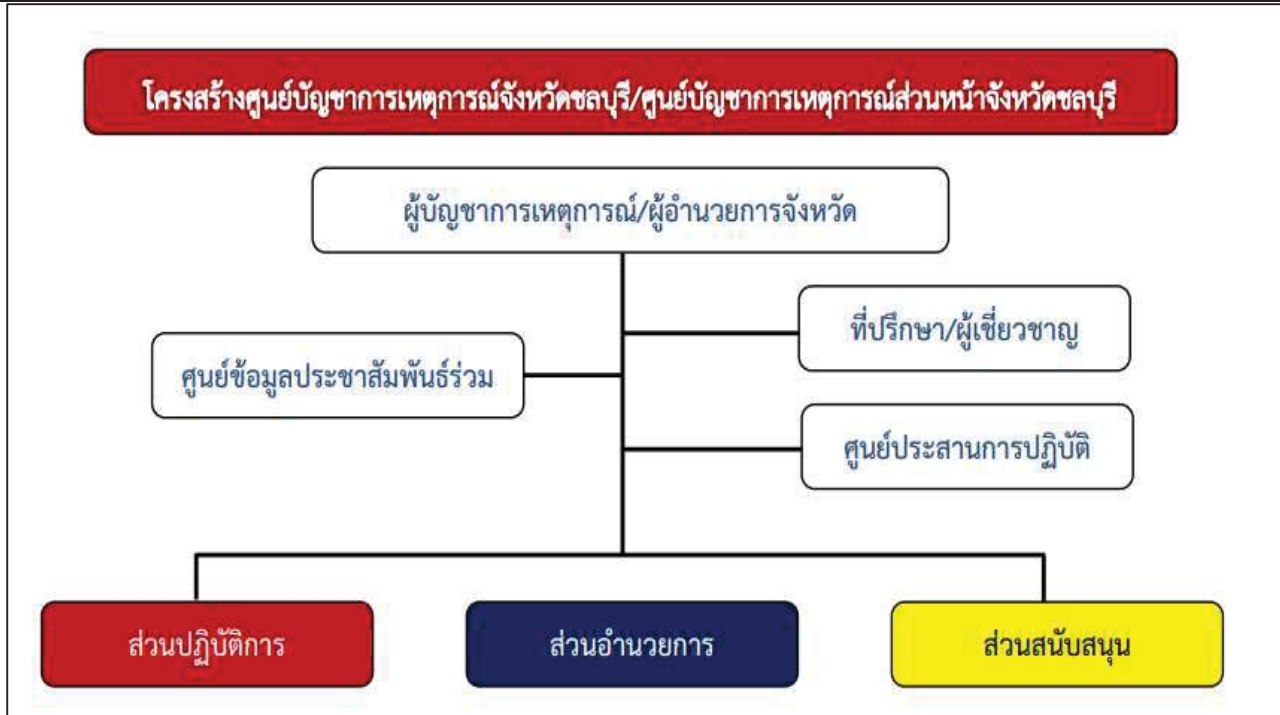 โครงสร้างศูนย์บัญชาการเหตุการณ์จังหวัดชลบุรี/ศูนย์บัญชาการเหตุการณ์ส่วนหน้าจังหวัดชลบุรี
ผู้บัญชาการเหตุการณ์/ผู้อำนวยการจังหวัด
ที่ปรึกษา/ผู้เชี่ยวชาญ
ศูนย์ข้อมูลประชาสัมพันธ์ร่วม
ศูนย์ประสานการปฏิบัติ
ส่วนปฏิบัติการ
ส่วนอำนวยการ
ส่วนสนับสนุน